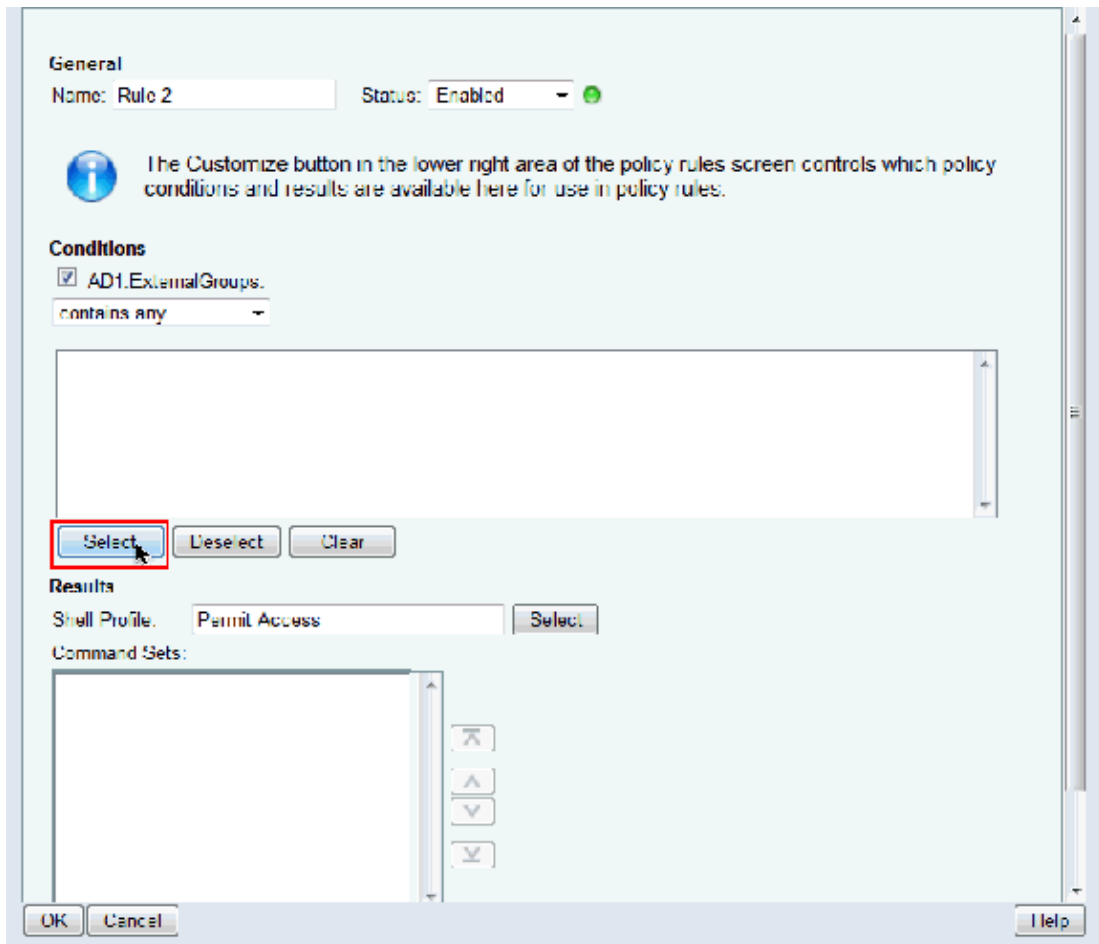 General
Name: Rule 2 Status: Enabled
The Customize button in the lower right area of the policy rules screen controls which policy
conditions and results are available here for use in policy rules.
Conditions
AD1:ExternalGroups:
contains any
Select Deselect Clear
Results
Shell Profile: Permit Access Select
Command Sets:
OK Cancel Help